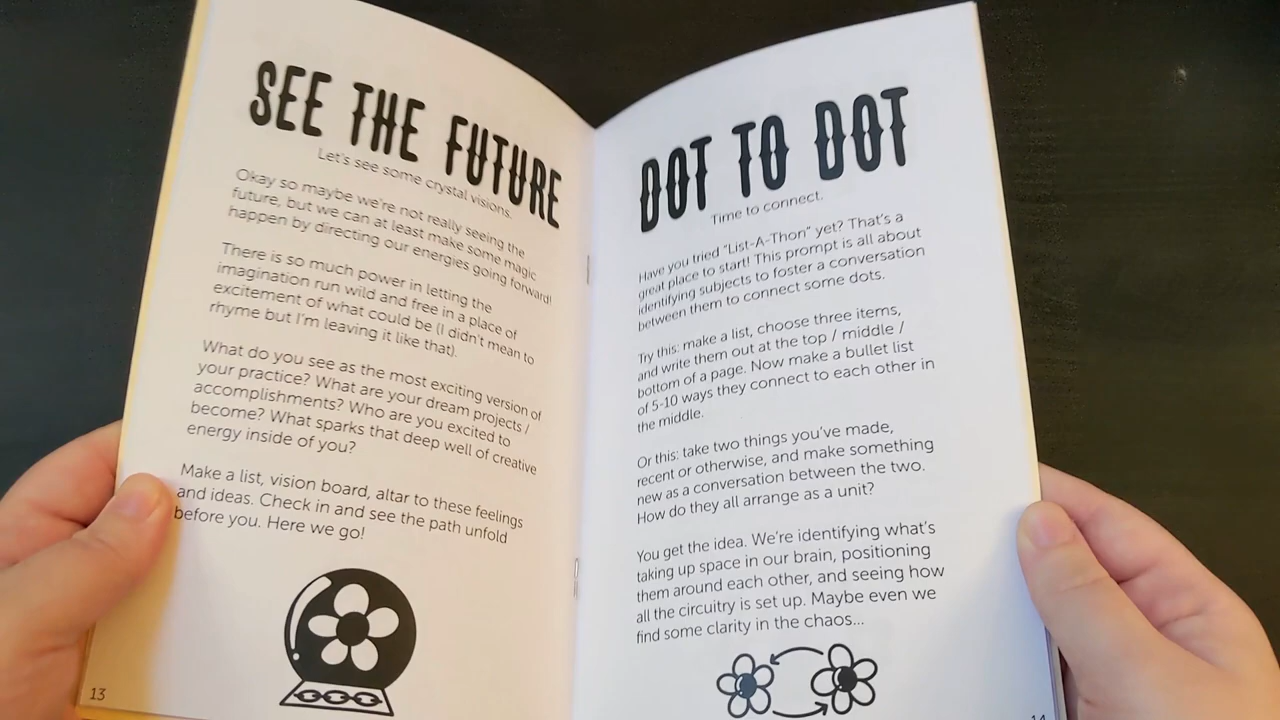 SEE THE FUTURE
Let's see some crystal visions.
Okay so maybe we're not really seeing the
future, but we can at least make some magic
happen by directing our energies going forward!
There is so much power in letting the
imagination run wild and free in a place of
excitement of what could be (I didn't mean to
rhyme but I'm leaving it like that).
What do you see as the most exciting version of
your practice? What are your dream projects /
accomplishments? Who are you excited to
become? What sparks that deep well of creative
energy inside of you?
Make a list, vision board, altar to these feelings
and ideas. Check in and see the path unfold
before you. Here we go!
13
DOT TO DOT
Time to connect.
Have you tried “List-A-Thon” yet? That's a
great place to start! This prompt is all about
identifying subjects to foster a conversation
between them to connect some dots.
Try this: make a list, choose three items,
and write them out at the top / middle /
bottom of a page. Now make a bullet list
of 5-10 ways they connect to each other in
the middle.
Or this: take two things you've made,
recent or otherwise, and make something
new as a conversation between the two.
How do they all arrange as a unit?
You get the idea. We're identifying what's
taking up space in our brain, positioning
them around each other, and seeing how
all the circuitry is set up. Maybe even we
find some clarity in the chaos...
14